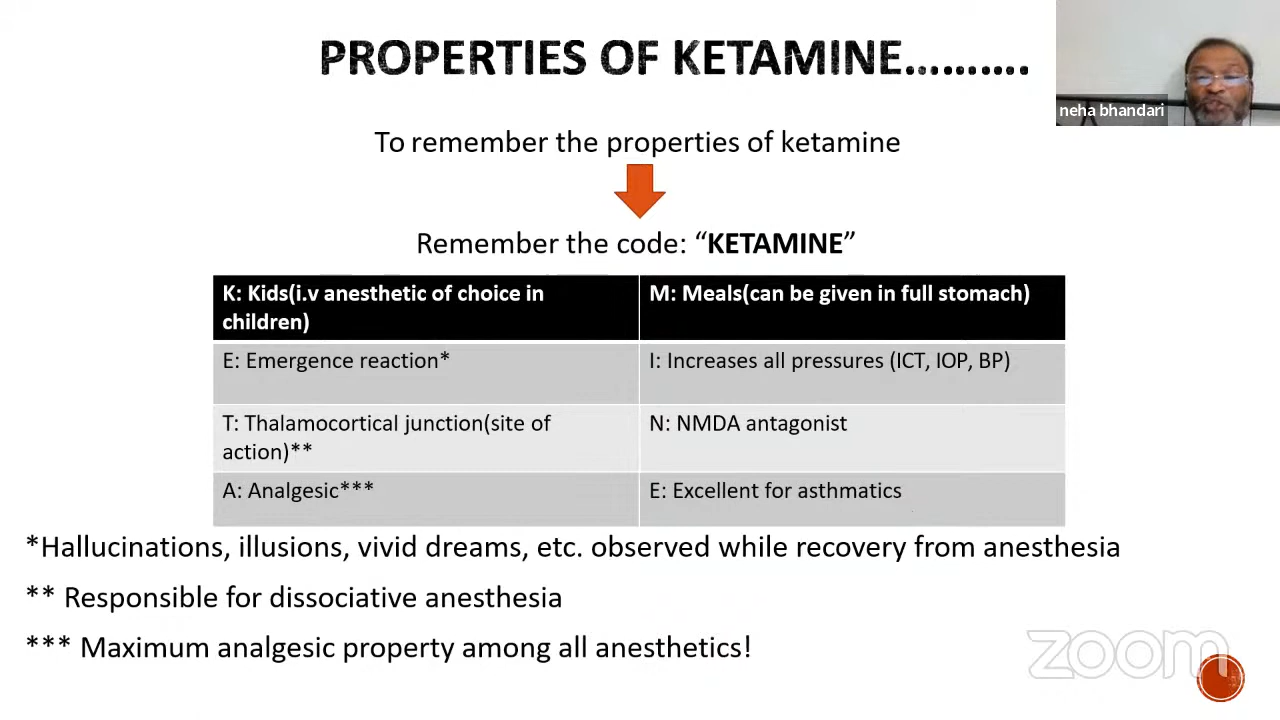 PROPERTIES OF KETAMINE..........
neha bhandari
To remember the properties of ketamine
Remember the code: “KETAMINE”
K: Kids(i.v anesthetic of choice in
children)
M: Meals(can be given in full stomach)
E: Emergence reaction*
I: Increases all pressures (ICT, IOP, BP)
T: Thalamocortical junction(site of
action)**
N: NMDA antagonist
A: Analgesic***
E: Excellent for asthmatics
*Hallucinations, illusions, vivid dreams, etc. observed while recovery from anesthesia
** Responsible for dissociative anesthesia
*** Maximum analgesic property among all anesthetics!
zoom